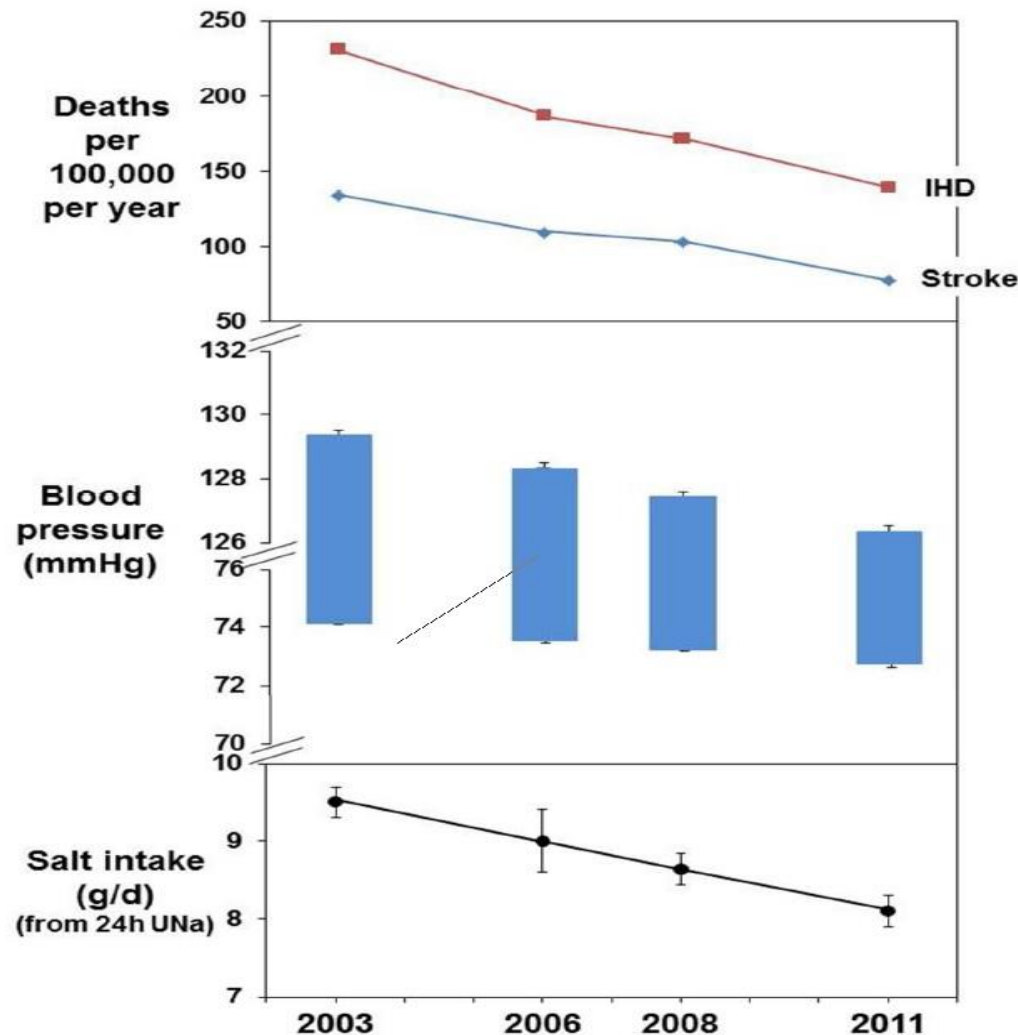 250
200
150
100
50
Deaths
per
100,000
per year
IHD
Stroke
132
130
128
126
76
74
72
70
Blood
pressure
(mmHg)
10
9
8
7
Salt intake
(g/d)
(from 24h UNa)
2003 2006 2008 2011